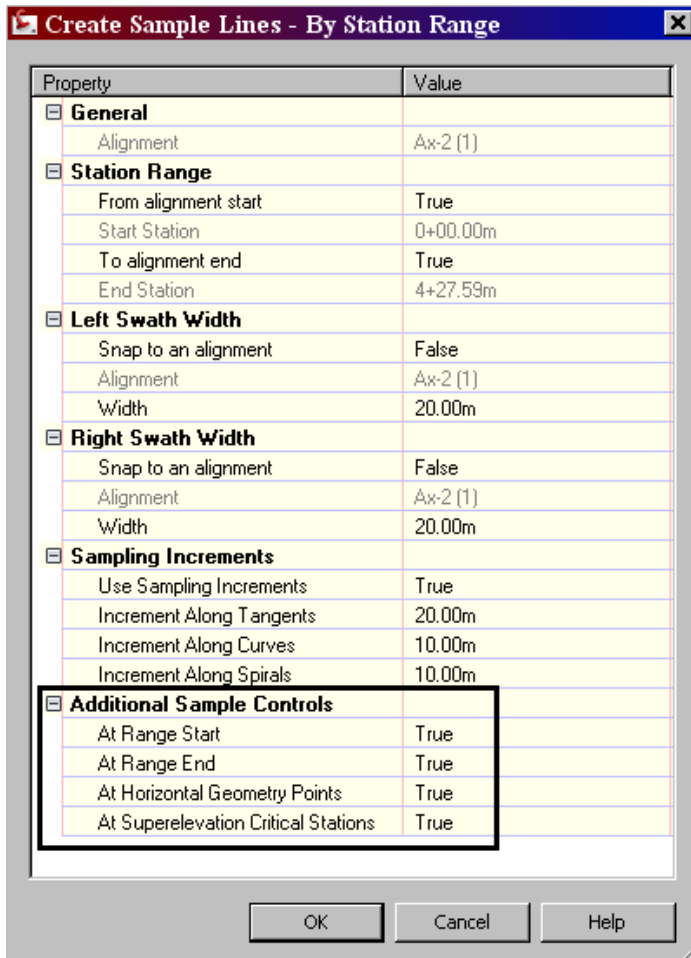 Create Sample Lines - By Station Range
Property Value
General
Alignment Ax-2 (1)
Station Range
From alignment start True
Start Station 0+00.00m
To alignment end True
End Station 4+27.59m
Left Swath Width
Snap to an alignment False
Alignment Ax-2 (1)
Width 20.00m
Right Swath Width
Snap to an alignment False
Alignment Ax-2 (1)
Width 20.00m
Sampling Increments
Use Sampling Increments True
Increment Along Tangents 20.00m
Increment Along Curves 10.00m
Increment Along Spirals 10.00m
Additional Sample Controls
At Range Start True
At Range End True
At Horizontal Geometry Points True
At Superelevation Critical Stations True
OK Cancel Help